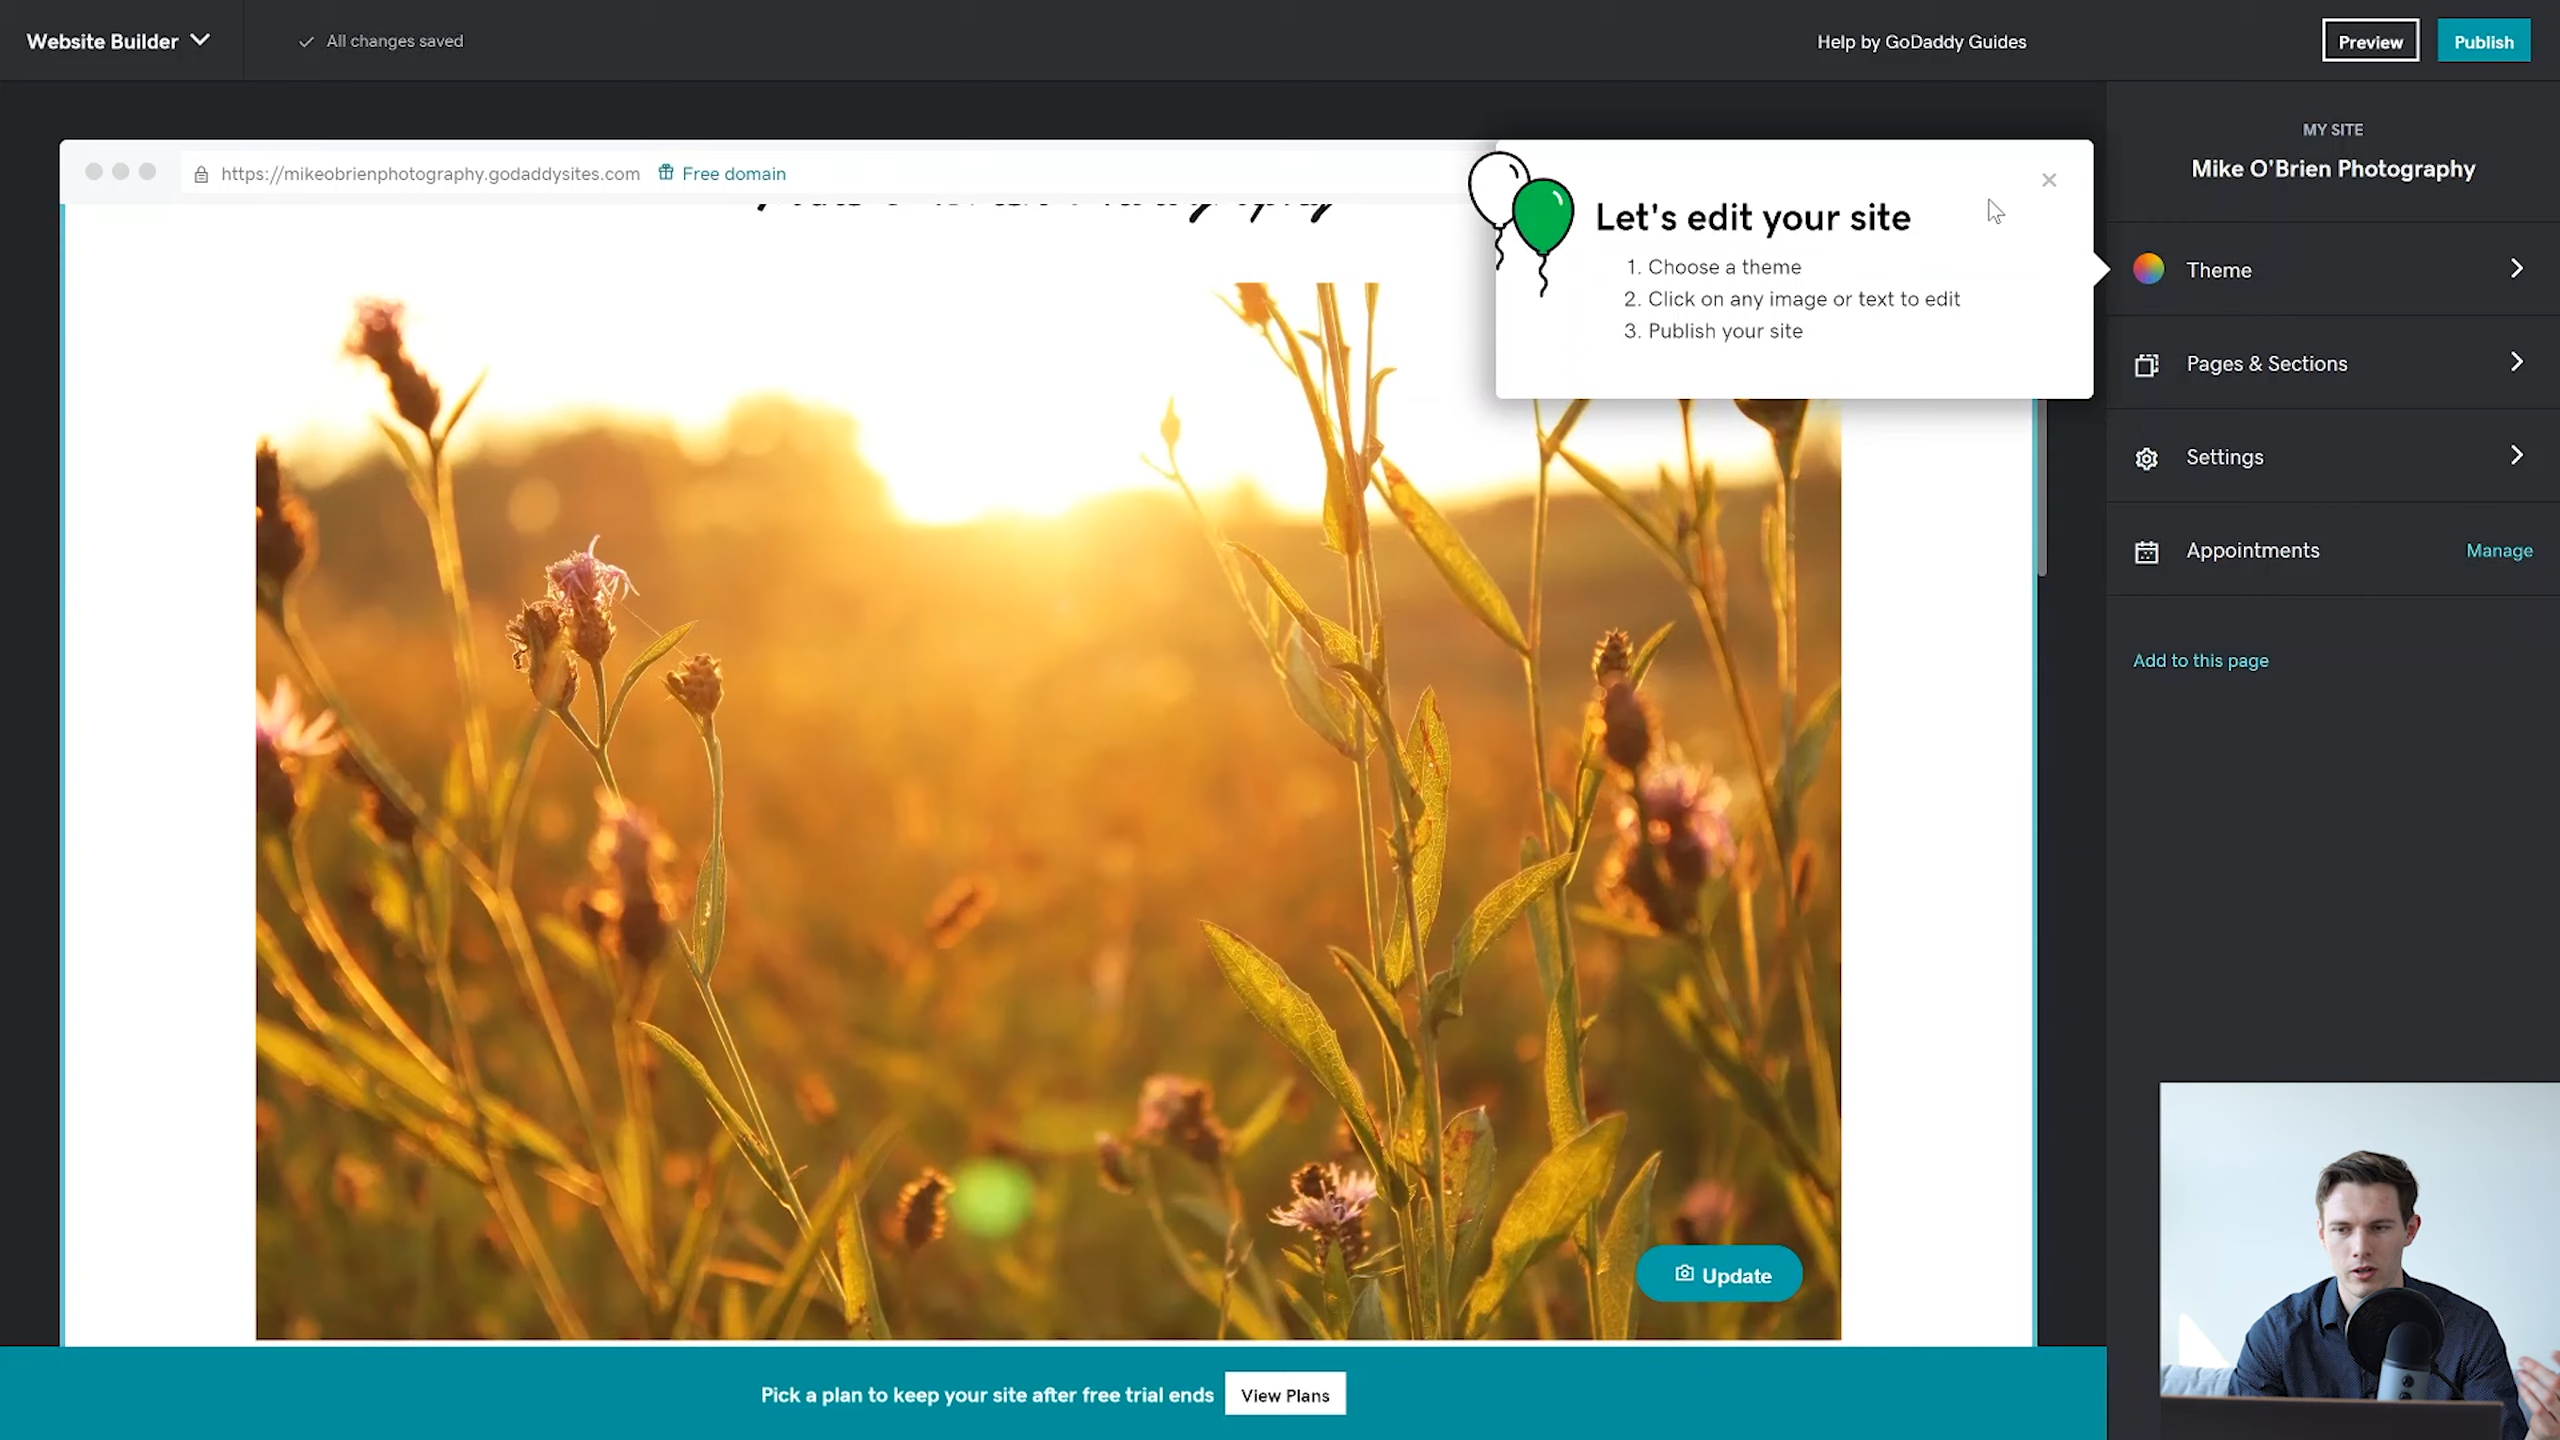 Website Builder
All changes saved
Help by GoDaddy Guides
Preview
Publish
https://mikeobrienphotography.godaddysites.com
Free domain
Let's edit your site
1. Choose a theme
2. Click on any image or text to edit
3. Publish your site
MY SITE
Mike O'Brien Photography
Theme
Pages & Sections
Settings
Appointments
Manage
Add to this page
Update
Pick a plan to keep your site after free trial ends
View Plans